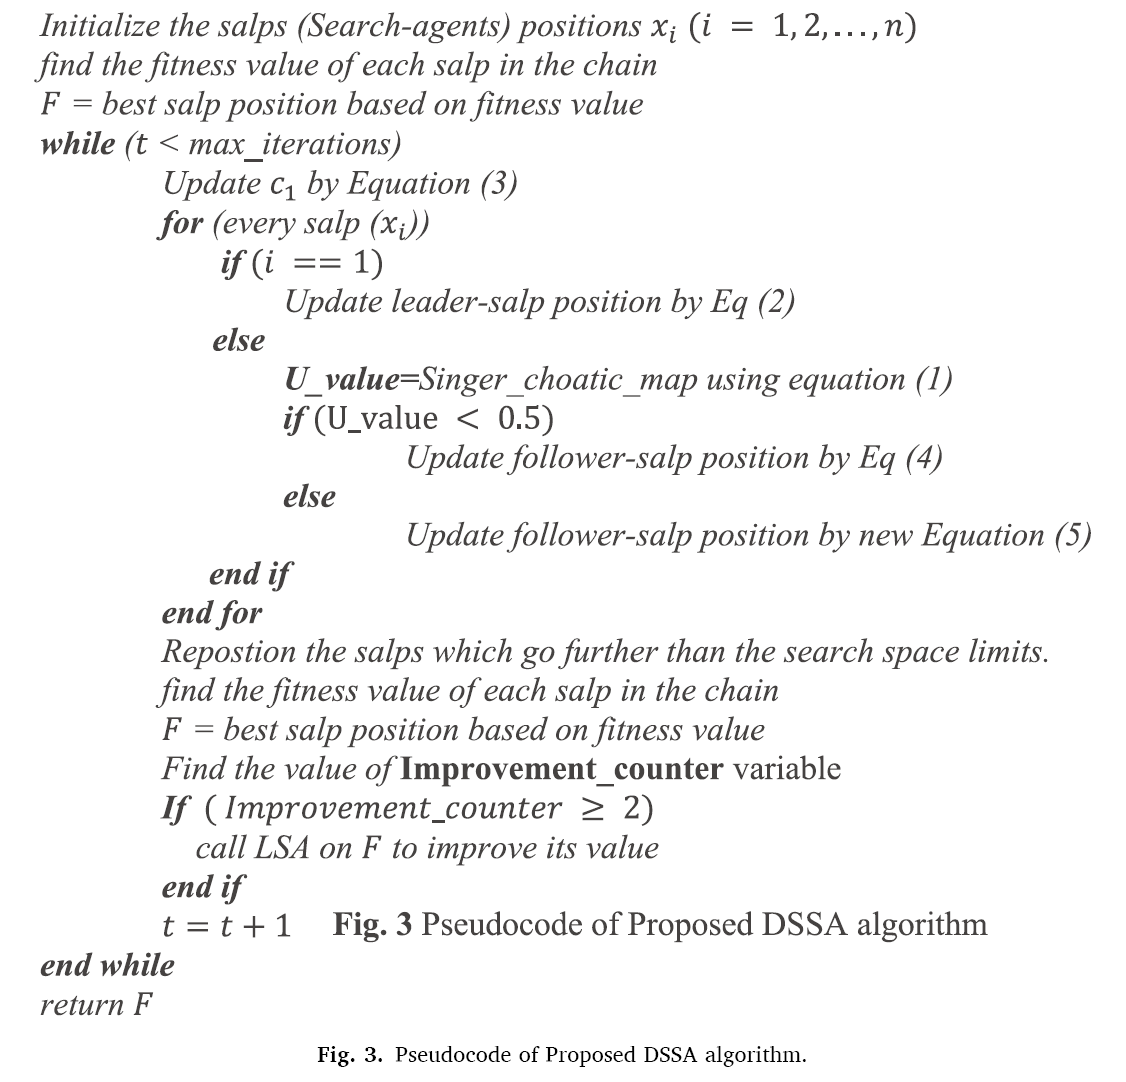 Initialize the salps (Search-agents) positions xᵢ (i = 1,2,...,n)
find the fitness value of each salp in the chain
F = best salp position based on fitness value
while (t < max_iterations)
Update c₁ by Equation (3)
for (every salp (xᵢ))
if (i == 1)
Update leader-salp position by Eq (2)
else
U_value=Singer_choatic_map using equation (1)
if (U_value < 0.5)
Update follower-salp position by Eq (4)
else
Update follower-salp position by new Equation (5)
end if
end for
Repostion the salps which go further than the search space limits.
find the fitness value of each salp in the chain
F = best salp position based on fitness value
Find the value of Improvement_counter variable
If ( Improvement_counter ≥ 2)
call LSA on F to improve its value
end if
t = t + 1 Fig. 3 Pseudocode of Proposed DSSA algorithm
end while
return F
Fig. 3. Pseudocode of Proposed DSSA algorithm.